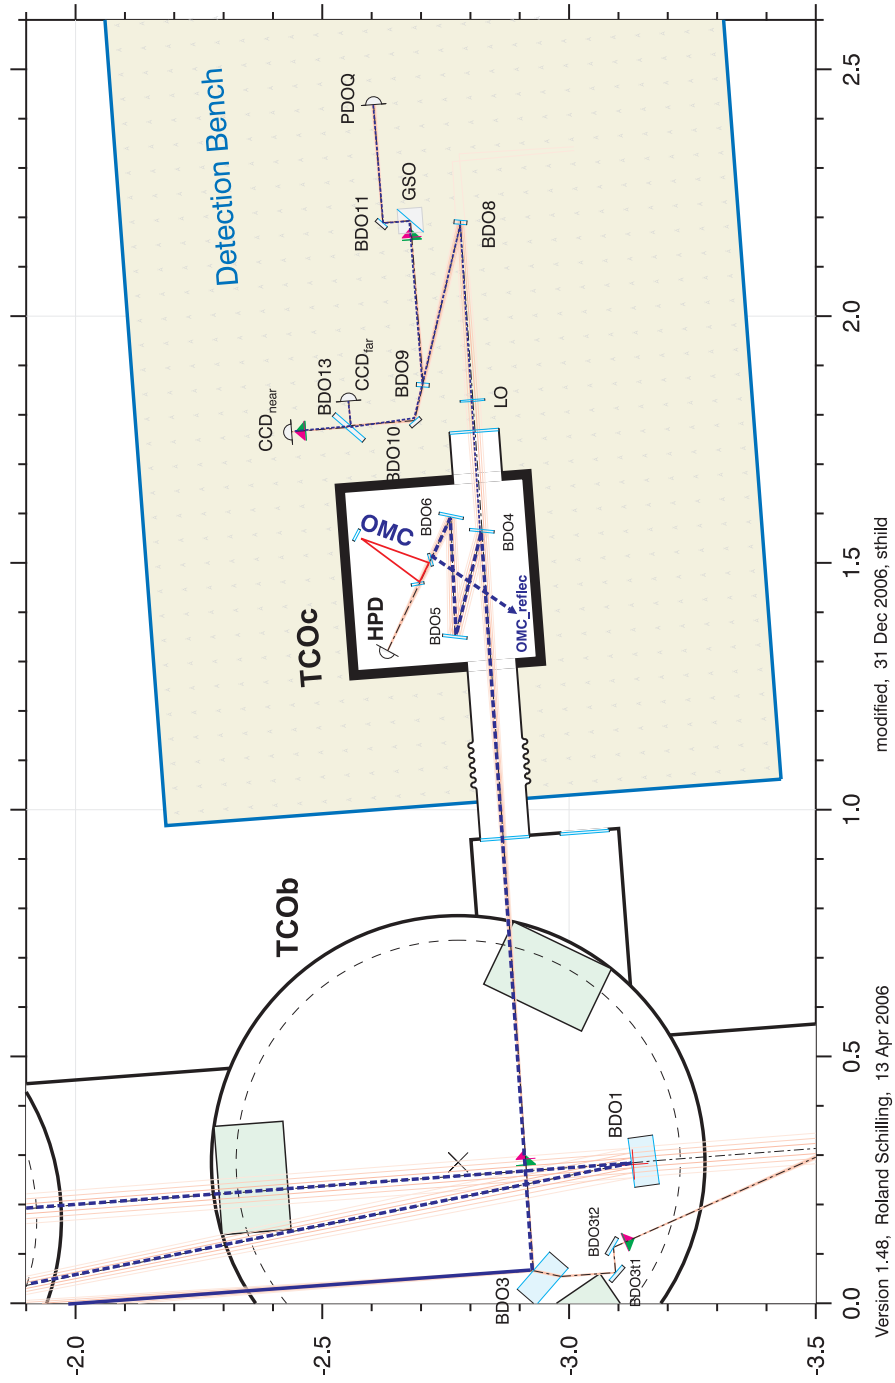 Detection Bench
PDOQ
GSO
BDO11
BDO8
CCDfar
BDO13
CCDnear
BDO9
LO
BDO10
OMC
BDO6
BDO4
HPD
BDO5
OMC_reflec
TCOc
TCOb
BDO1
BDO3t2
BDO3t1
BDO3
2.5
2.0
1.5
1.0
0.5
0.0
-2.0
-2.5
-3.0
-3.5
Version 1.48, Roland Schilling, 13 Apr 2006
modified, 31 Dec 2006, sthild